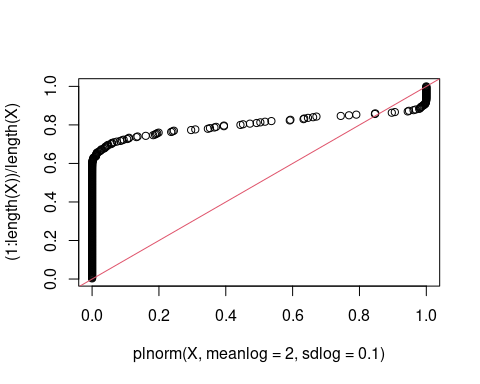 (1:length(X))/length(X)
1.0
0.8
0.6
0.4
0.2
0.0
0.0 0.2 0.4 0.6 0.8 1.0
plnorm(X, meanlog = 2, sdlog = 0.1)